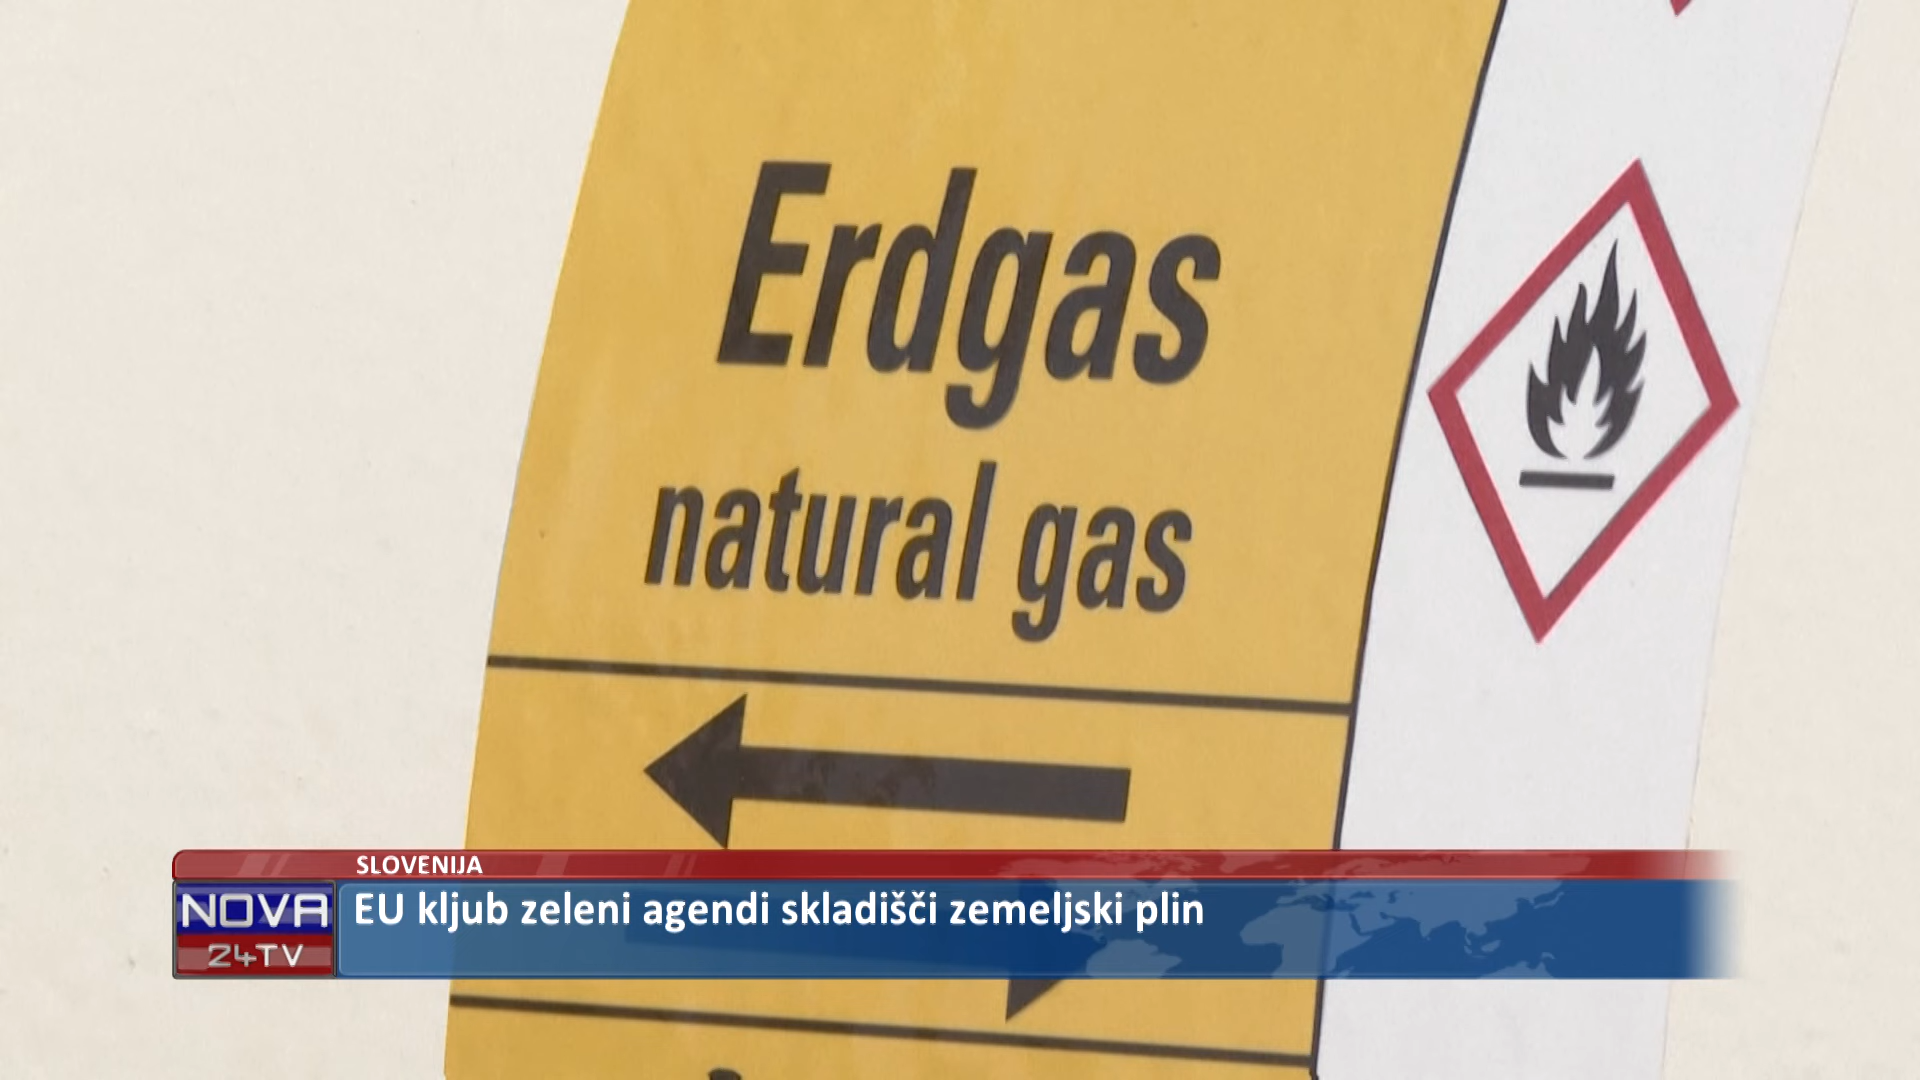 Erdgas
natural gas
SLOVENIJA
NOVA
24TV
EU kljub zeleni agendi skladišči zemeljski plin